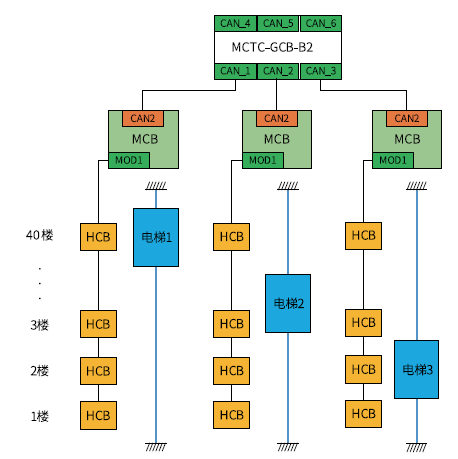 CAN_4 CAN_5 CAN_6
MCTC-GCB-B2
CAN_1 CAN_2 CAN_3
CAN2 CAN2 CAN2
MCB MCB MCB
MOD1 MOD1 MOD1
40楼 HCB 电梯1 HCB HCB
电梯2
3楼 HCB HCB HCB
2楼 HCB HCB HCB 电梯3
1楼 HCB HCB HCB